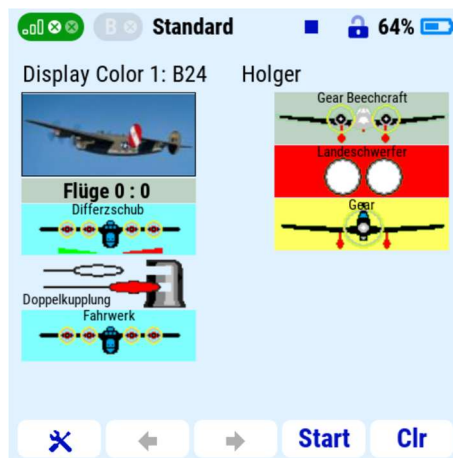 B Standard 64%
Display Color 1: B24 Holger
Flüge 0 : 0
Differzschub
Doppelkupplung
Fahrwerk
Gear Beechcraft
Landeschwerfer
Gear
Start Clr